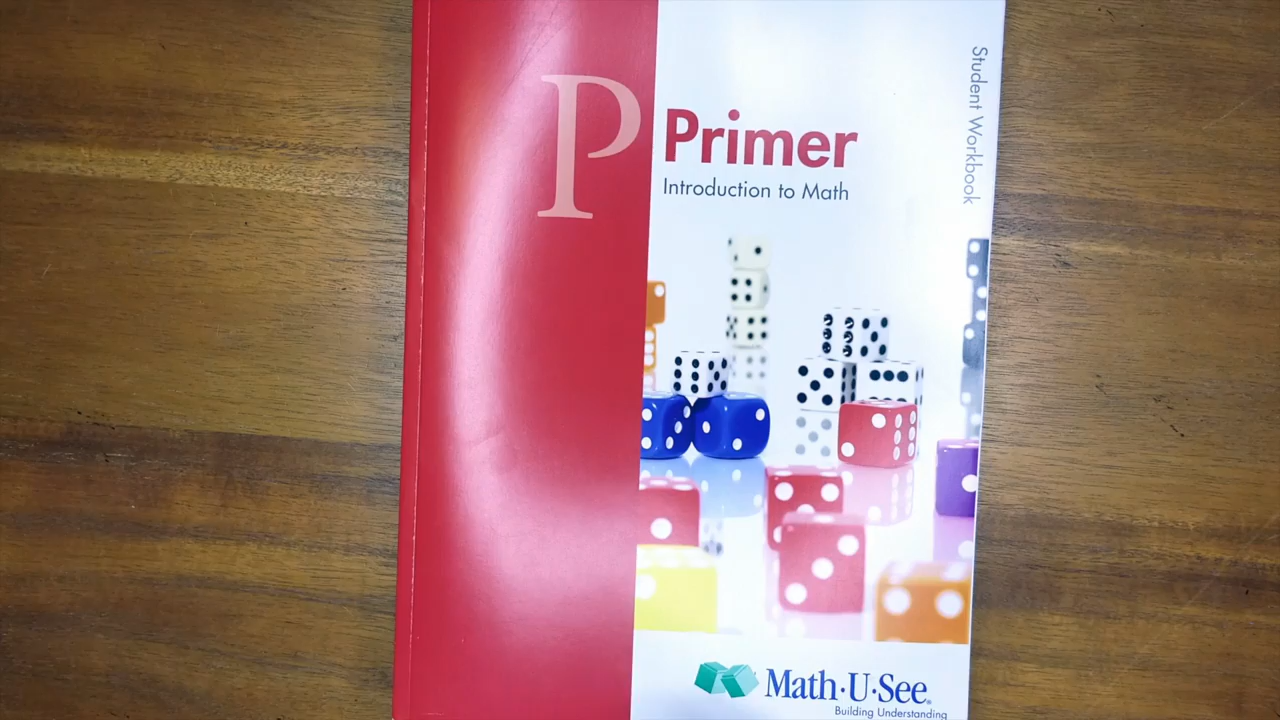 P
Primer
Introduction to Math
Student Workbook
Math·U·See®
Building Understanding